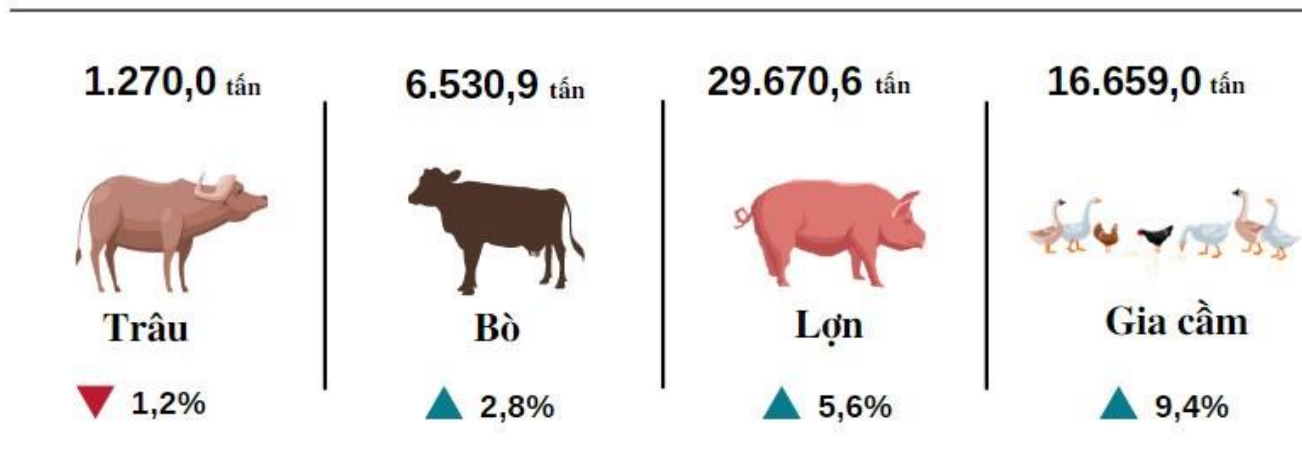 1.270,0 tấn
6.530,9 tấn
29.670,6 tấn
16.659,0 tấn
Trâu
Bò
Lợn
Gia cầm
1,2%
2,8%
5,6%
9,4%